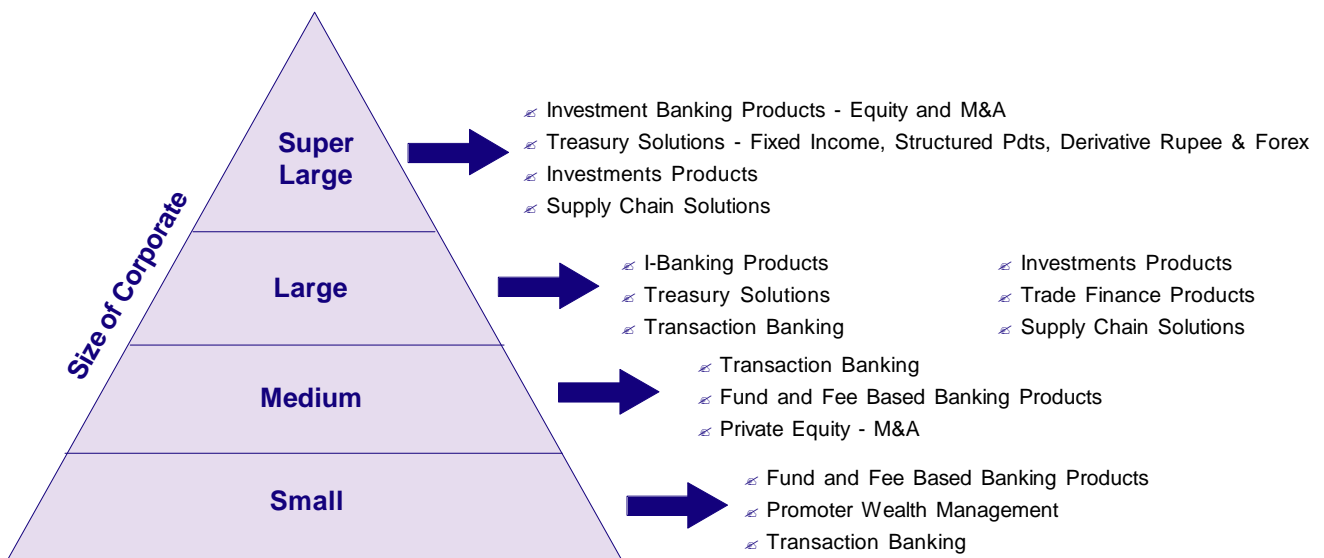 Size of Corporate
Super
Large
Investment Banking Products - Equity and M&A
Treasury Solutions - Fixed Income, Structured Pdts, Derivative Rupee & Forex
Investments Products
Supply Chain Solutions
Large
I-Banking Products
Treasury Solutions
Transaction Banking
Investments Products
Trade Finance Products
Supply Chain Solutions
Medium
Transaction Banking
Fund and Fee Based Banking Products
Private Equity - M&A
Small
Fund and Fee Based Banking Products
Promoter Wealth Management
Transaction Banking